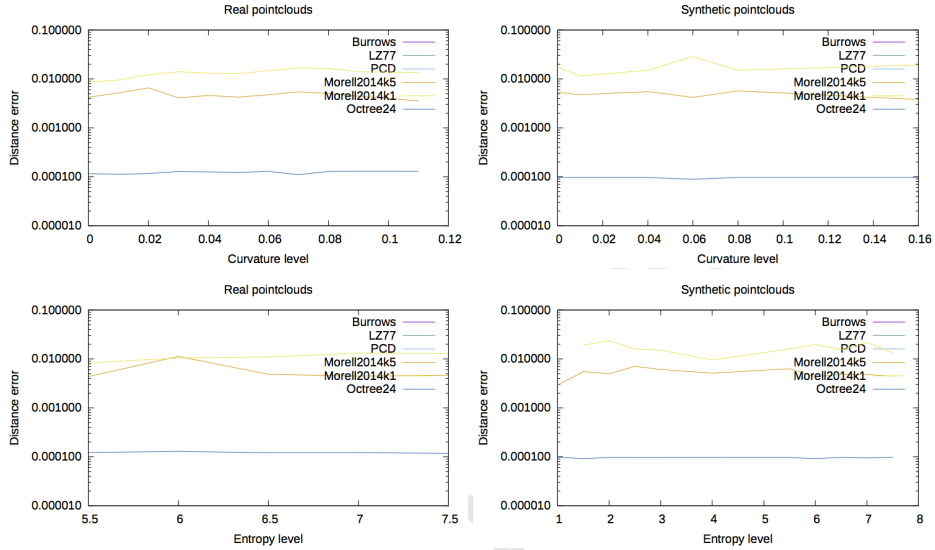 Real pointclouds
0.100000
0.010000
0.001000
0.000100
0.000010
Distance error
Burrows
LZ77
PCD
Morell2014k5
Morell2014k1
Octree24
0 0.02 0.04 0.06 0.08 0.1 0.12
Curvature level
Synthetic pointclouds
0.100000
0.010000
0.001000
0.000100
0.000010
Distance error
Burrows
LZ77
PCD
Morell2014k5
Morell2014k1
Octree24
0 0.02 0.04 0.06 0.08 0.1 0.12 0.14 0.16
Curvature level
Real pointclouds
0.100000
0.010000
0.001000
0.000100
0.000010
Distance error
Burrows
LZ77
PCD
Morell2014k5
Morell2014k1
Octree24
5.5 6 6.5 7 7.5
Entropy level
Synthetic pointclouds
0.100000
0.010000
0.001000
0.000100
0.000010
Distance error
Burrows
LZ77
PCD
Morell2014k5
Morell2014k1
Octree24
1 2 3 4 5 6 7 8
Entropy level